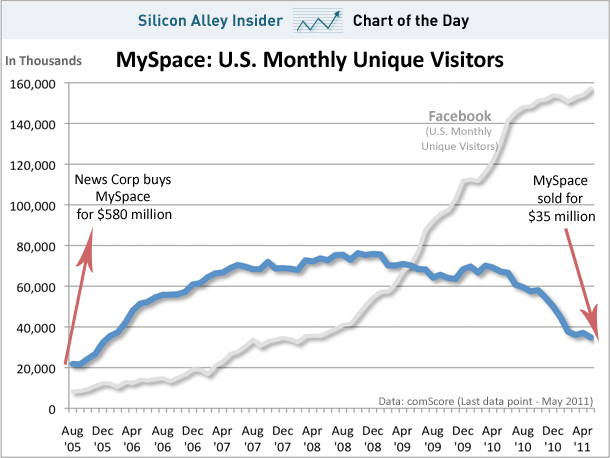 Silicon Alley Insider Chart of the Day
In Thousands
MySpace: U.S. Monthly Unique Visitors
160,000
140,000
120,000
100,000
80,000
60,000
40,000
20,000
0
Facebook
(U.S. Monthly
Unique Visitors)
News Corp buys
MySpace
for $580 million
MySpace
sold for
$35 million
Data: comScore (Last data point - May 2011)
Aug Dec Apr Aug Dec Apr Aug Dec Apr Aug Dec Apr Aug Dec Apr Aug Dec Apr
'05 '05 '06 '06 '06 '07 '07 '07 '08 '08 '08 '09 '09 '09 '10 '10 '10 '11